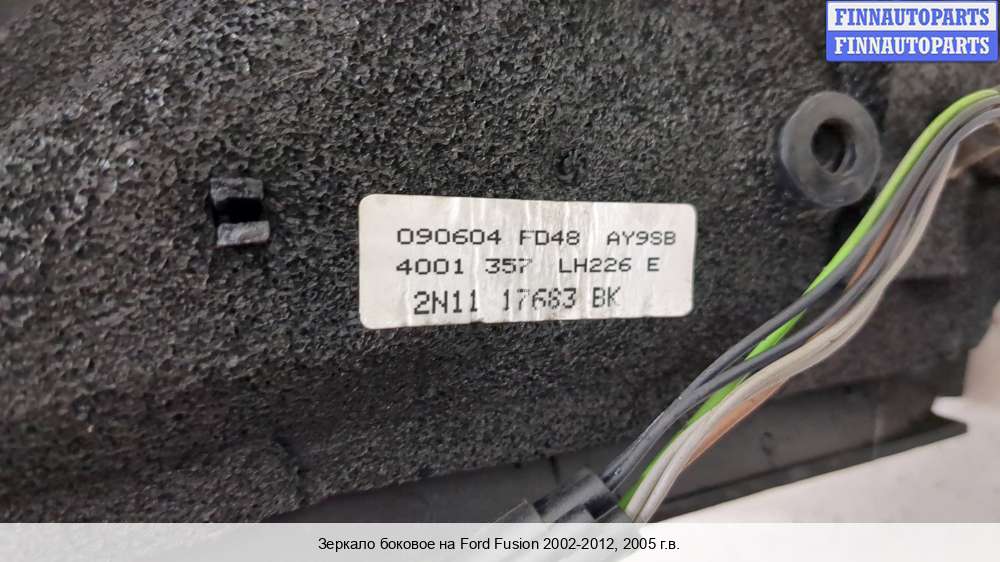 FINNAUTOPARTS
FINNAUTOPARTS
090604 FD48 AY9SB
4001 357 LH226 E
2N11 17683 BK
Зеркало боковое на Ford Fusion 2002-2012, 2005 г.в.